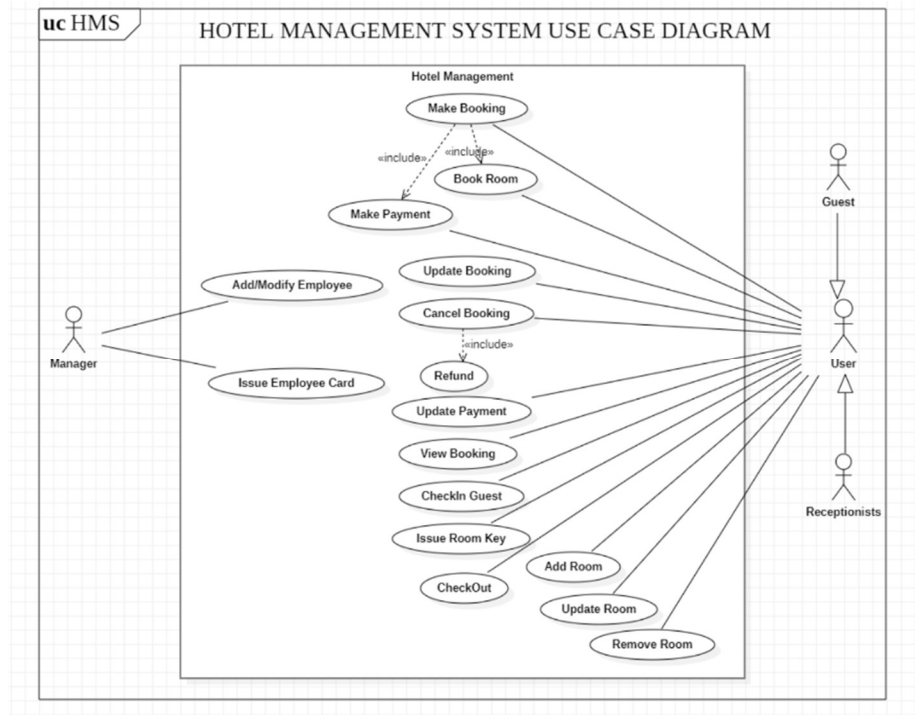 uc HMS
HOTEL MANAGEMENT SYSTEM USE CASE DIAGRAM
Hotel Management
Make Booking
«include»
«include»
Book Room
Make Payment
Guest
Update Booking
Add/Modify Employee
Cancel Booking
«include»
Manager
User
Refund
Issue Employee Card
Update Payment
View Booking
CheckIn Guest
Receptionists
Issue Room Key
Add Room
CheckOut
Update Room
Remove Room